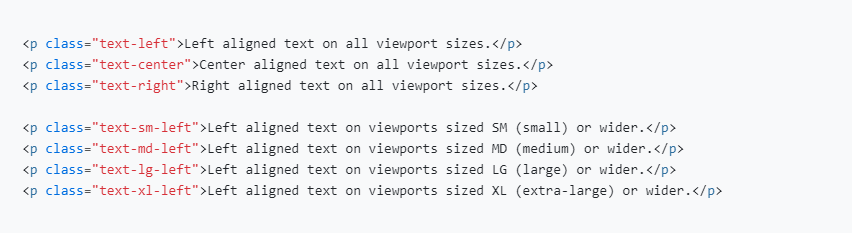 <p class="text-left">Left aligned text on all viewport sizes.</p>
<p class="text-center">Center aligned text on all viewport sizes.</p>
<p class="text-right">Right aligned text on all viewport sizes.</p>
<p class="text-sm-left">Left aligned text on viewports sized SM (small) or wider.</p>
<p class="text-md-left">Left aligned text on viewports sized MD (medium) or wider.</p>
<p class="text-lg-left">Left aligned text on viewports sized LG (large) or wider.</p>
<p class="text-xl-left">Left aligned text on viewports sized XL (extra-large) or wider.</p>